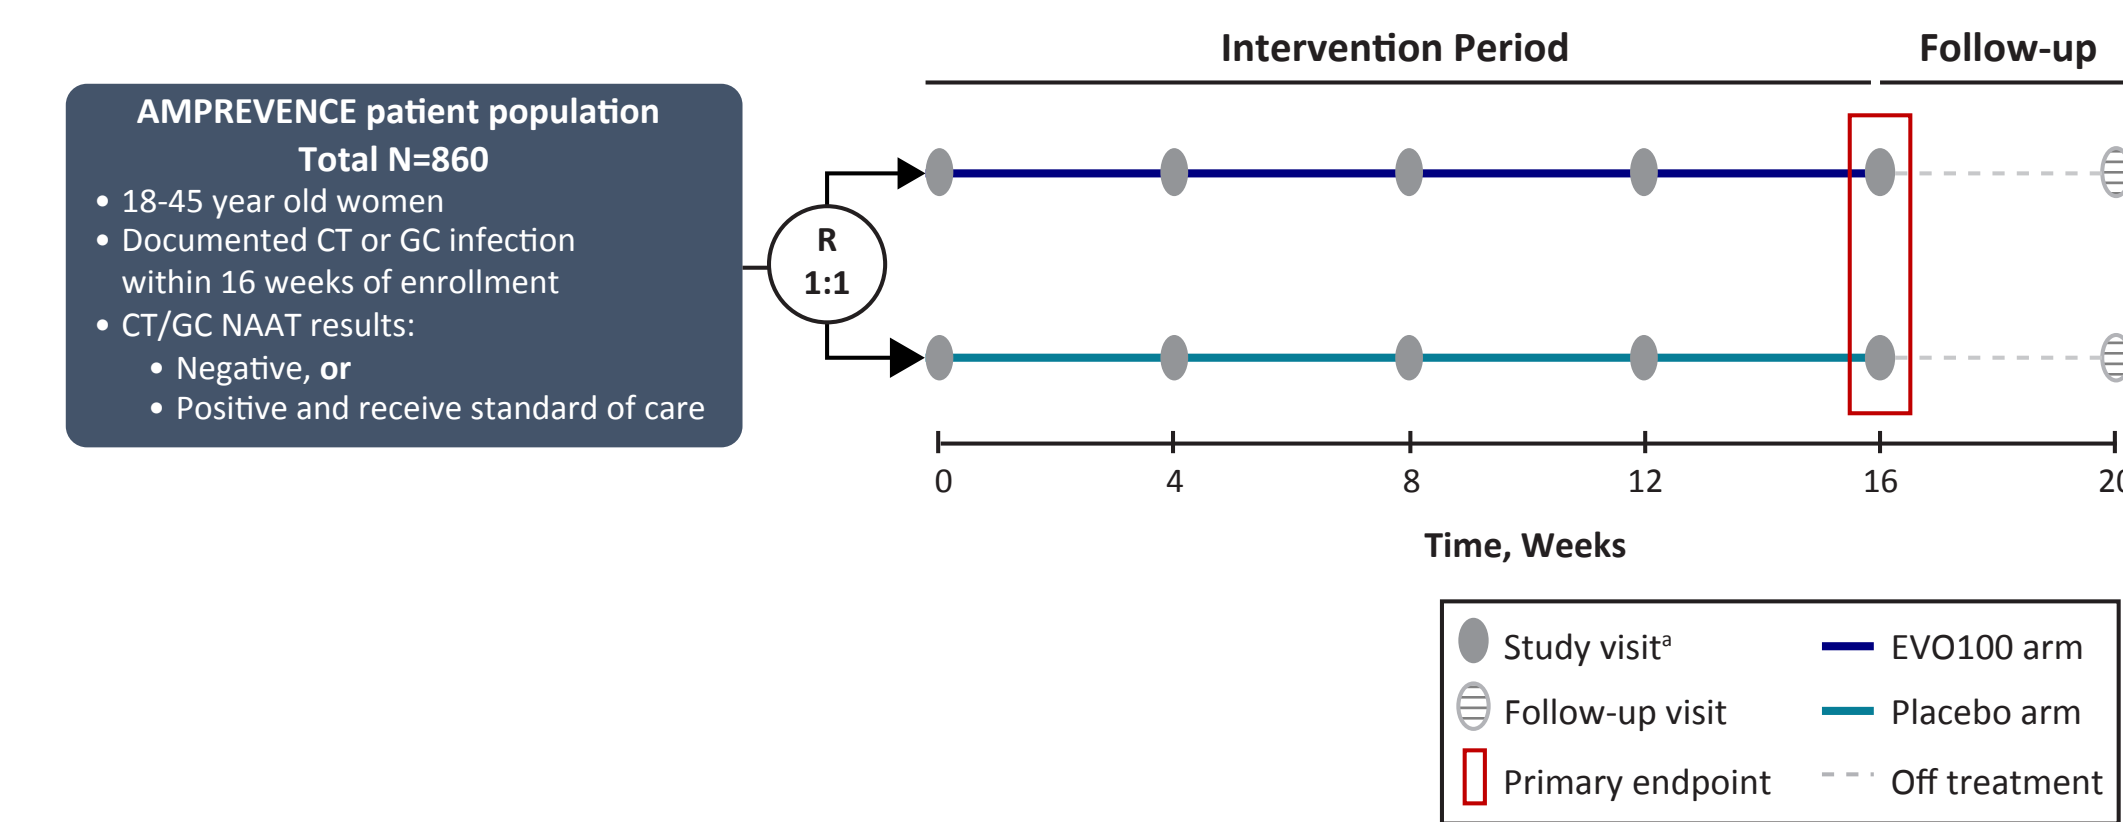 Intervention Period
Follow-up
AMPREVENCE patient population
Total N=860
• 18-45 year old women
• Documented CT or GC infection
within 16 weeks of enrollment
• CT/GC NAAT results:
• Negative, or
• Positive and receive standard of care
R
1:1
0 4 8 12 16 20
Time, Weeks
Study visitᵃ
EVO100 arm
Follow-up visit
Placebo arm
Primary endpoint
Off treatment